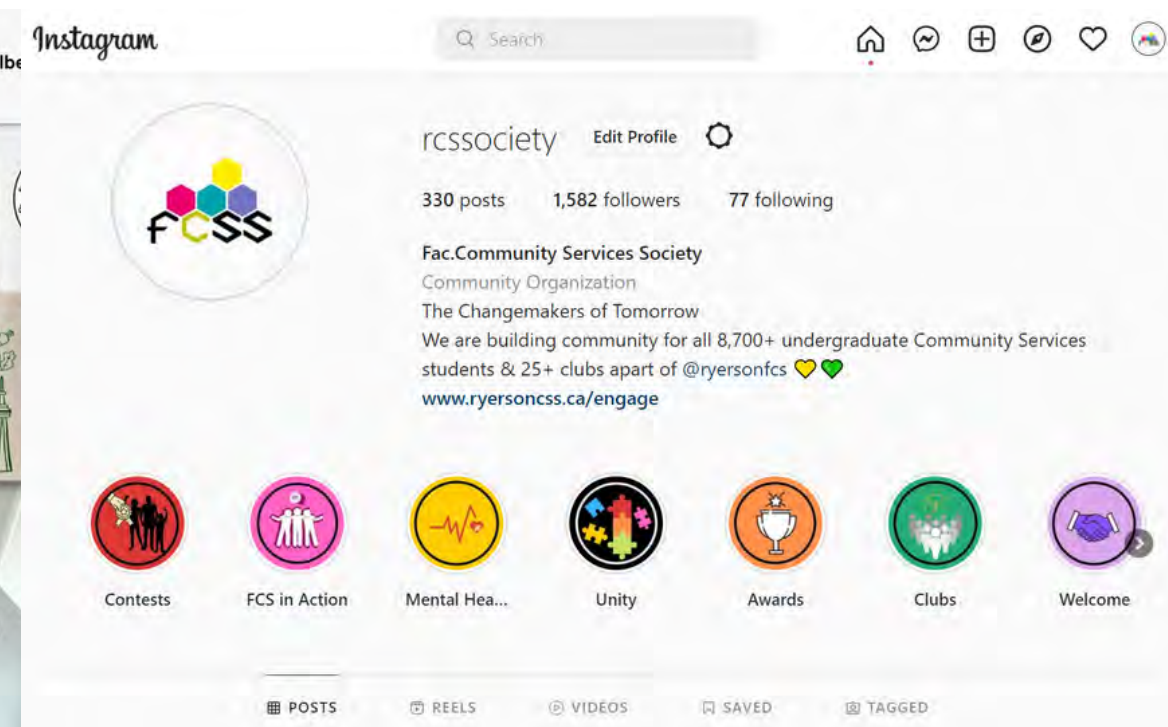 Instagram
Search
rcssociety Edit Profile
330 posts 1,582 followers 77 following
FCSS
Fac.Community Services Society
Community Organization
The Changemakers of Tomorrow
We are building community for all 8,700+ undergraduate Community Services
students & 25+ clubs apart of @ryersonfcs 💛💚
www.ryersoncss.ca/engage
Contests FCS in Action Mental Hea... Unity Awards Clubs Welcome
POSTS REELS VIDEOS SAVED TAGGED